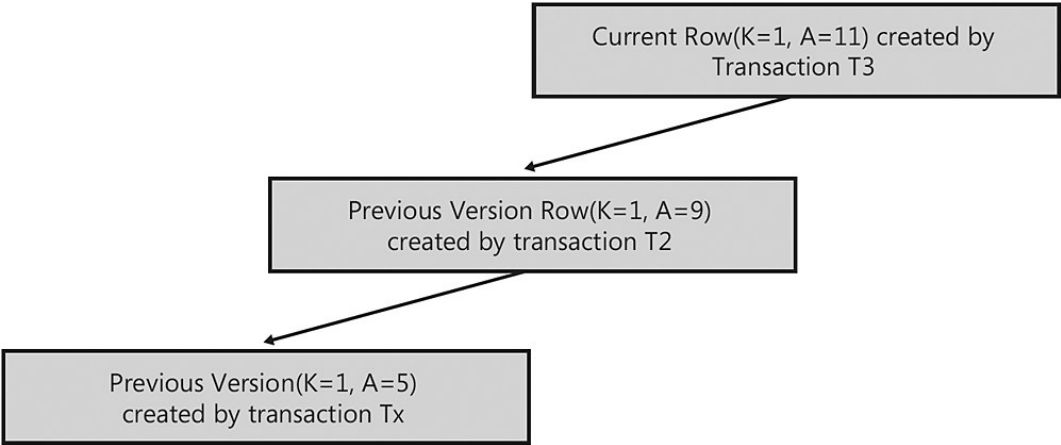 Current Row(K=1, A=11) created by
Transaction T3
Previous Version Row(K=1, A=9)
created by transaction T2
Previous Version(K=1, A=5)
created by transaction Tx